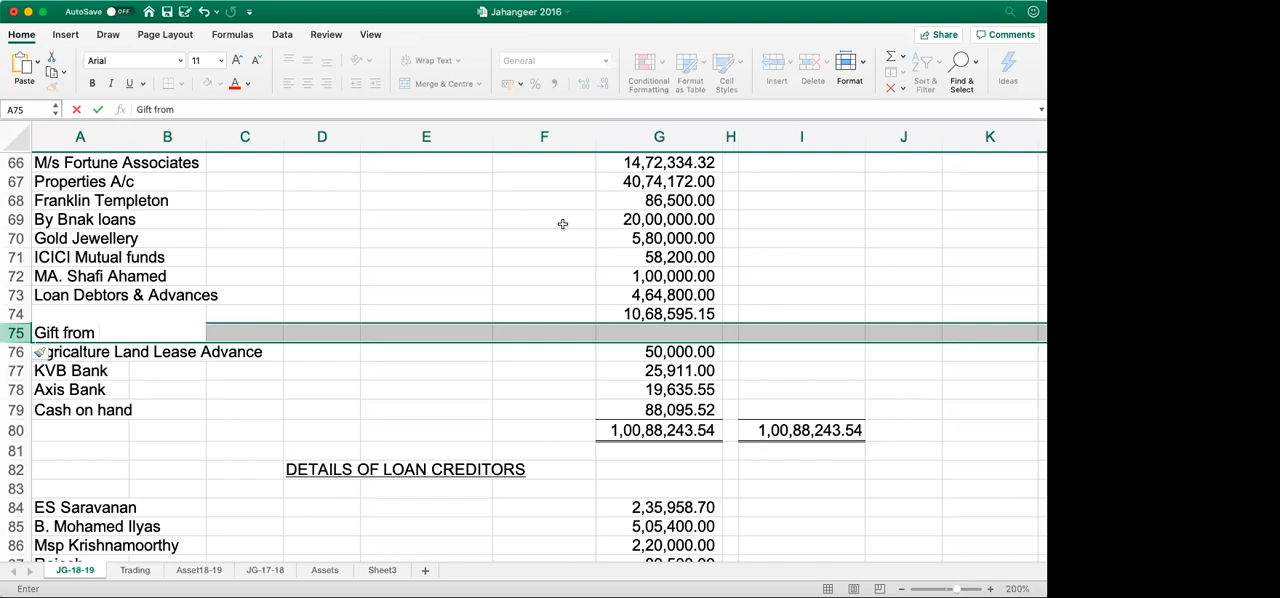 AutoSave OFF Jahangeer 2016
Home Insert Draw Page Layout Formulas Data Review View Share Comments
Paste Arial 11 A A Wrap Text General
B I U A Merge & Centre % Conditional Formatting Format as Table Cell Styles Insert Delete Format Sort & Filter Find & Select Ideas
A75 fx Gift from
A B C D E F G H I J K
66 M/s Fortune Associates 14,72,334.32
67 Properties A/c 40,74,172.00
68 Franklin Templeton 86,500.00
69 By Bnak loans 20,00,000.00
70 Gold Jewellery 5,80,000.00
71 ICICI Mutual funds 58,200.00
72 MA. Shafi Ahamed 1,00,000.00
73 Loan Debtors & Advances 4,64,800.00
74 10,68,595.15
75 Gift from
76 gricalture Land Lease Advance 50,000.00
77 KVB Bank 25,911.00
78 Axis Bank 19,635.55
79 Cash on hand 88,095.52
80 1,00,88,243.54 1,00,88,243.54
81
82 DETAILS OF LOAN CREDITORS
83
84 ES Saravanan 2,35,958.70
85 B. Mohamed Ilyas 5,05,400.00
86 Msp Krishnamoorthy 2,20,000.00
JG-18-19 Trading Asset18-19 JG-17-18 Assets Sheet3 +
Enter 200%